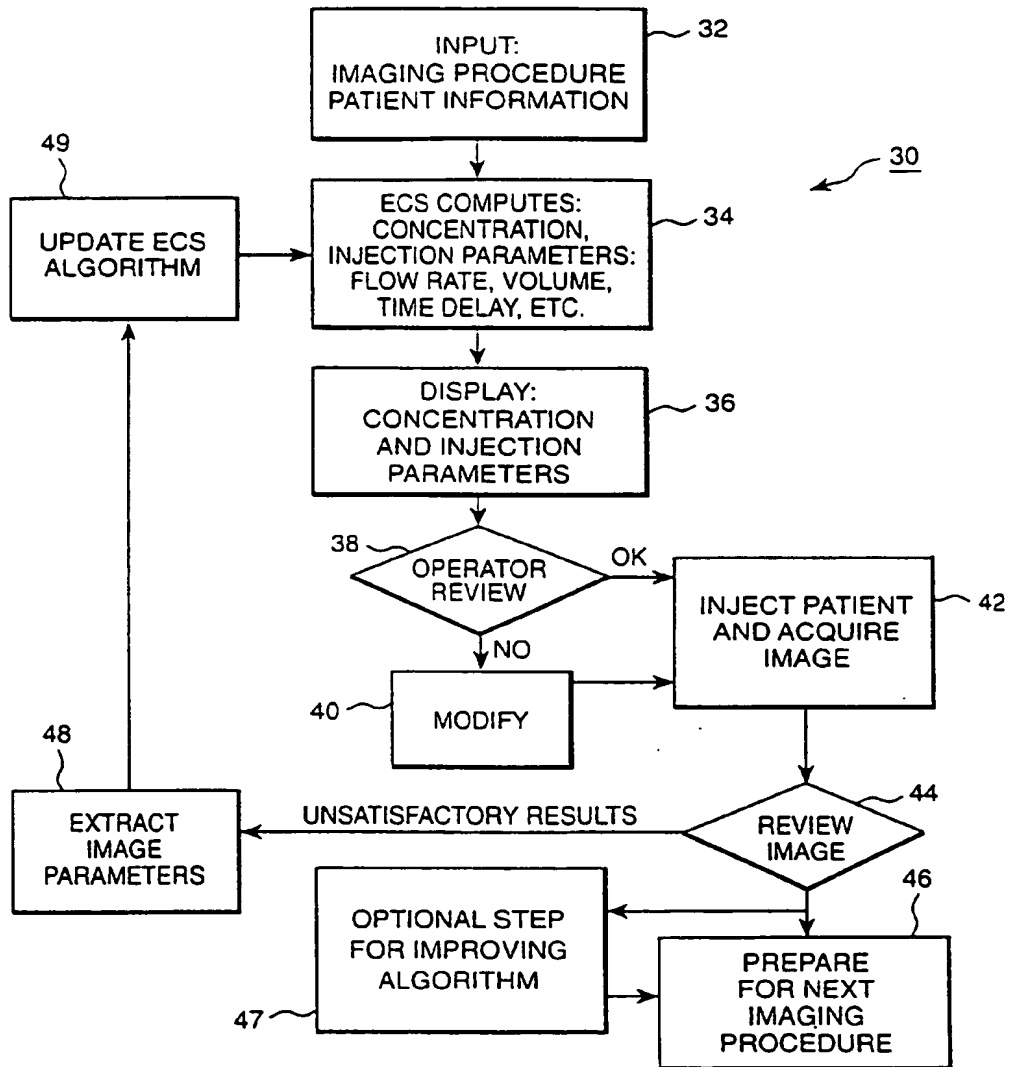 32
INPUT:
IMAGING PROCEDURE
PATIENT INFORMATION
30
49
UPDATE ECS
ALGORITHM
34
ECS COMPUTES:
CONCENTRATION,
INJECTION PARAMETERS:
FLOW RATE, VOLUME,
TIME DELAY, ETC.
36
DISPLAY:
CONCENTRATION
AND INJECTION
PARAMETERS
38
OPERATOR
REVIEW
OK
NO
42
INJECT PATIENT
AND ACQUIRE
IMAGE
40
MODIFY
44
REVIEW
IMAGE
UNSATISFACTORY RESULTS
48
EXTRACT
IMAGE
PARAMETERS
46
OPTIONAL STEP
FOR IMPROVING
ALGORITHM
47
PREPARE
FOR NEXT
IMAGING
PROCEDURE